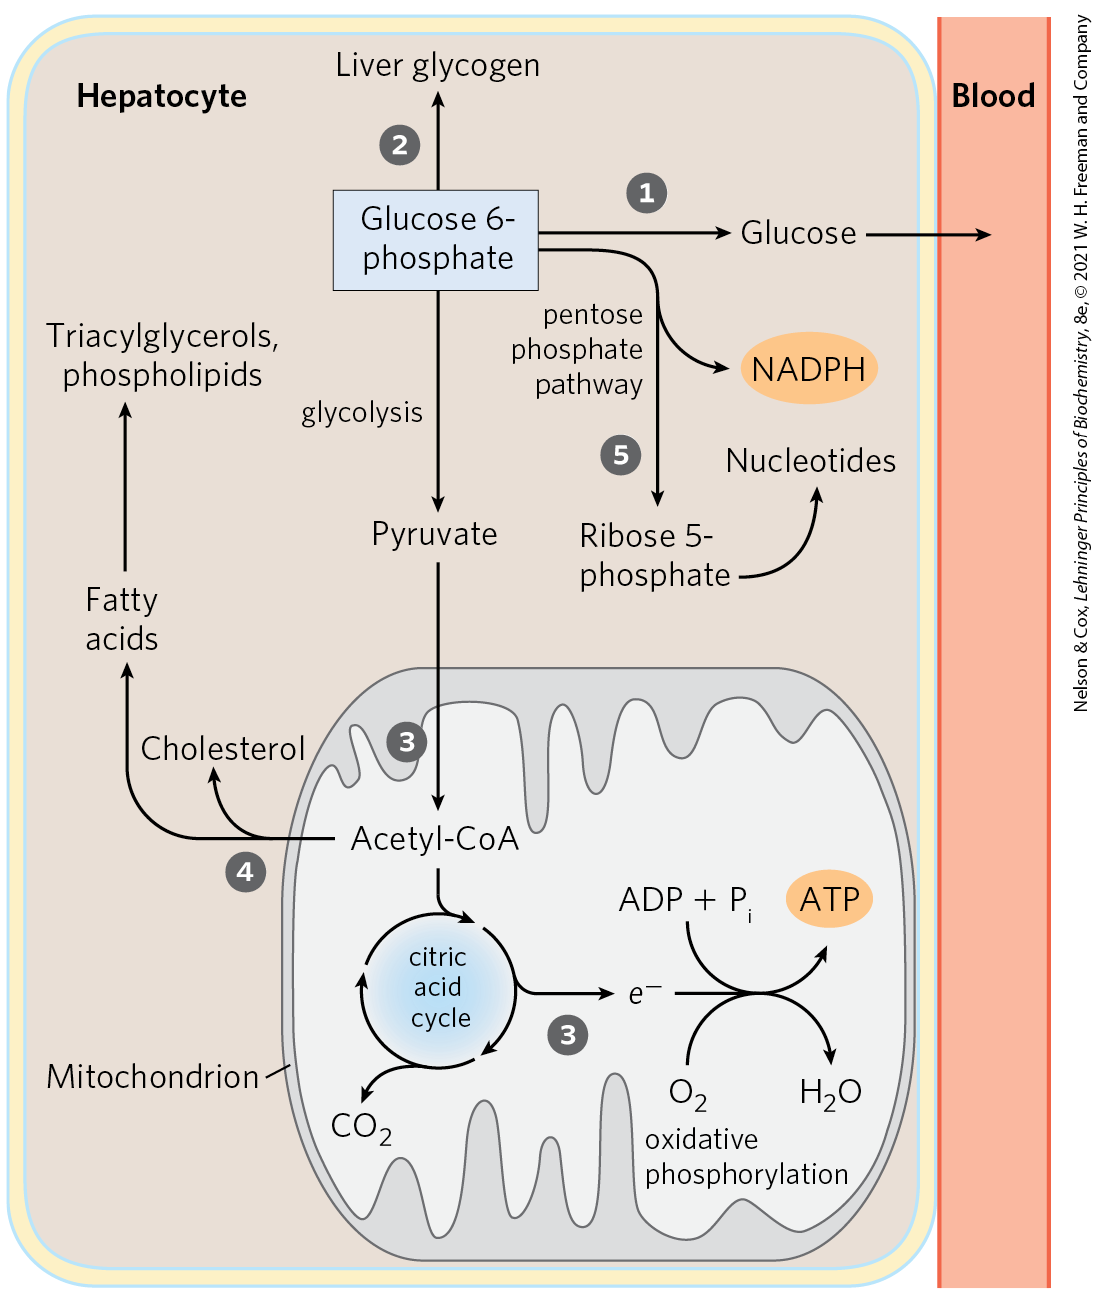 Liver glycogen
Hepatocyte
Blood
2
1
Glucose 6-
phosphate
Glucose
pentose
phosphate
pathway
NADPH
Triacylglycerols,
phospholipids
glycolysis
5
Nucleotides
Pyruvate
Ribose 5-
phosphate
Fatty
acids
3
Cholesterol
Acetyl-CoA
4
ADP + Pi
ATP
citric
acid
cycle
e−
3
Mitochondrion
CO2
O2
H2O
oxidative
phosphorylation
Nelson & Cox, Lehninger Principles of Biochemistry, 8e, © 2021 W. H. Freeman and Company